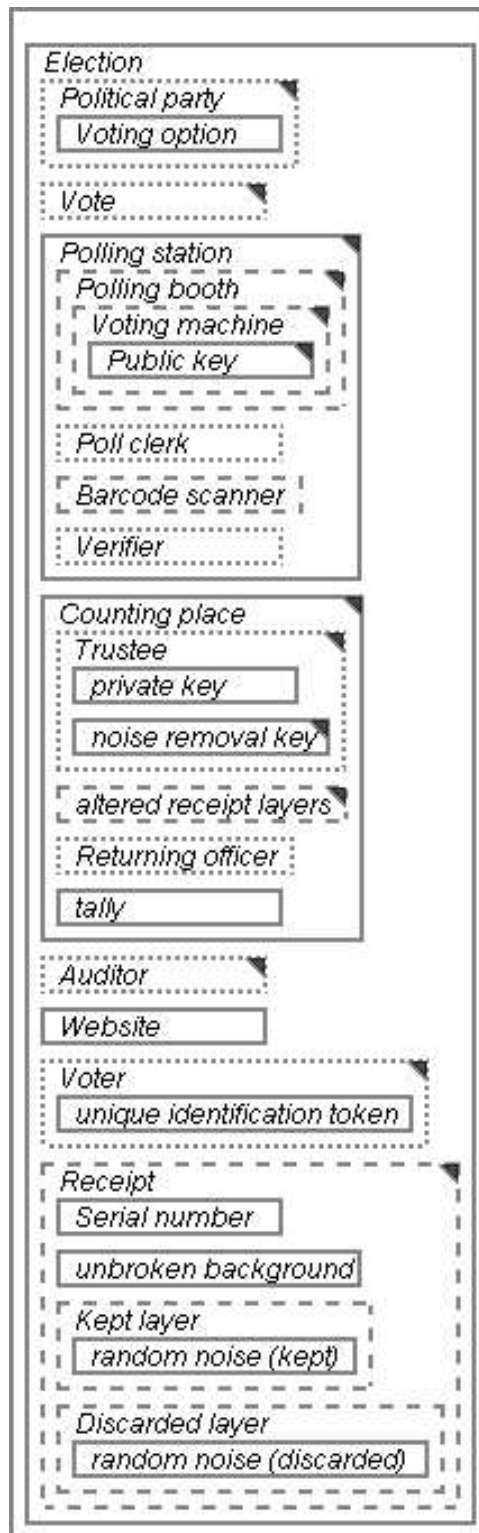 Election
Political party
Voting option
Vote
Polling station
Polling booth
Voting machine
Public key
Poll clerk
Barcode scanner
Verifier
Counting place
Trustee
private key
noise removal key
altered receipt layers
Returning officer
tally
Auditor
Website
Voter
unique identification token
Receipt
Serial number
unbroken background
Kept layer
random noise (kept)
Discarded layer
random noise (discarded)